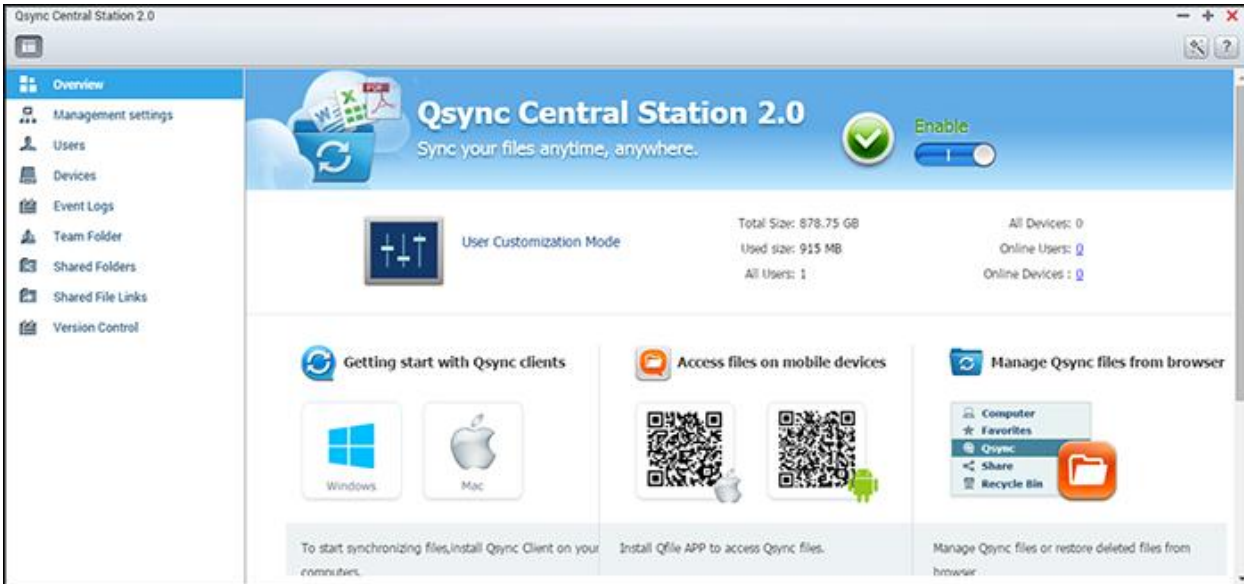 Qsync Central Station 2.0
Overview
Management settings
Users
Devices
Event Logs
Team Folder
Shared Folders
Shared File Links
Version Control
PDF
W
X
Qsync Central Station 2.0
Sync your files anytime, anywhere.
Enable
User Customization Mode
Total Size: 878.75 GB
Used size: 915 MB
All Users: 1
All Devices: 0
Online Users: 0
Online Devices : 0
Getting start with Qsync clients
Windows
Mac
To start synchronizing files,install Qsync Client on your
computers.
Access files on mobile devices
Install Qfile APP to access Qsync files.
Manage Qsync files from browser
Computer
Favorites
Qsync
Share
Recycle Bin
Manage Qsync files or restore deleted files from
browser